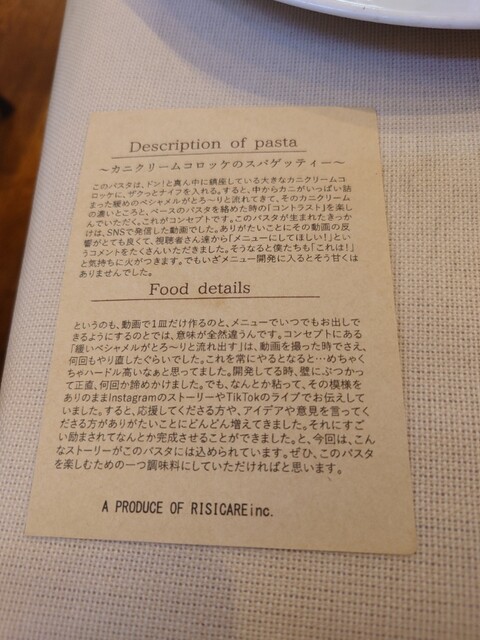 Description of pasta
～カニクリームコロッケのスパゲッティー～
このパスタは、ドン!と真ん中に鎮座している大きなカニクリームコ
ロッケに、ザクっとナイフを入れる。すると、中からカニがいっぱい詰
まった緩めのベシャメルがとろ～りと流れてきて、そのカニクリーム
の濃いところと、ベースのパスタを絡めた時の「コントラスト」を楽し
んでいただく。これがコンセプトです。このパスタが生まれたきっか
けは、SNSで発信した動画でした。ありがたいことにその動画の反
響がとても良くて、視聴者さん達から「メニューにしてほしい!」とい
うコメントをたくさんいただきました。そうなると僕たちも「これは!」
と気持ちに火がつきます。でもいざメニュー開発に入るとそう甘くは
ありませんでした。
Food details
というのも、動画で1皿だけ作るのと、メニューでいつでもお出しで
きるようにするのとでは、意味が全然違うんです。コンセプトにある
「緩いベシャメルがとろ～りと流れ出す」は、動画を撮った時でさえ、
何回もやり直したぐらいでした。これを常にやるとなると…めちゃく
ちゃハードル高いなぁと思ってました。開発してる時、壁にぶつかっ
て正直、何回か諦めかけました。でも、なんとか粘って、その模様を
ありのままInstagramのストーリーやTikTokのライブでお伝えしてい
ました。すると、応援してくださる方や、アイデアや意見を言ってく
ださる方がありがたいことにどんどん増えてきました。それにすご
い励まされてなんとか完成させることができました。と、今回は、こん
なストーリーがこのパスタには込められています。ぜひ、このパスタ
を楽しむための一つ調味料にしていただければと思います。
A PRODUCE OF RISICAREinc.